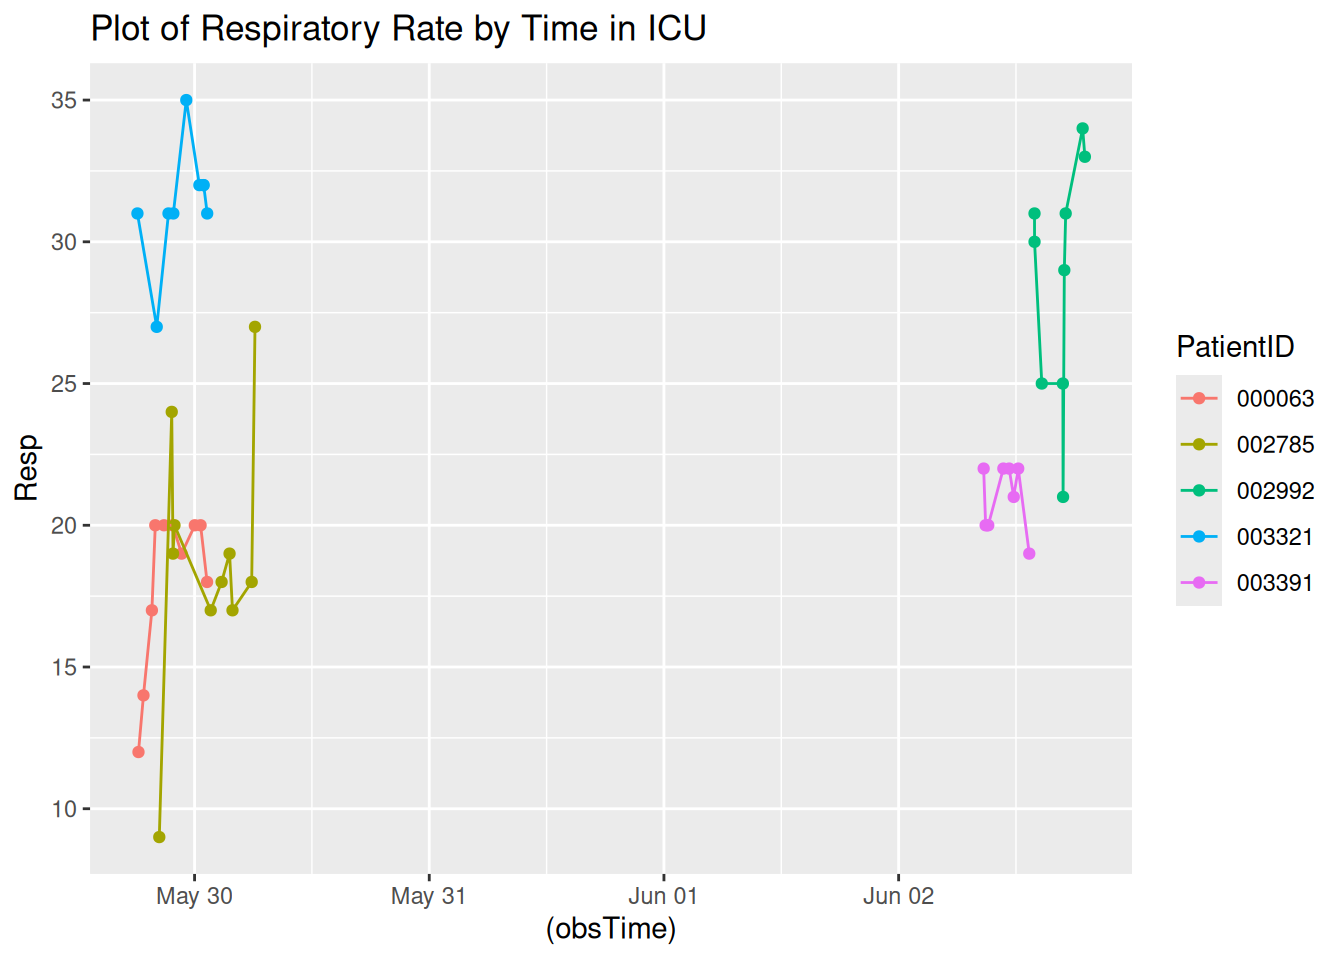 Plot of Respiratory Rate by Time in ICU
35
30
25
20
15
10
Resp
May 30
May 31
Jun 01
Jun 02
(obsTime)
PatientID
000063
002785
002992
003321
003391